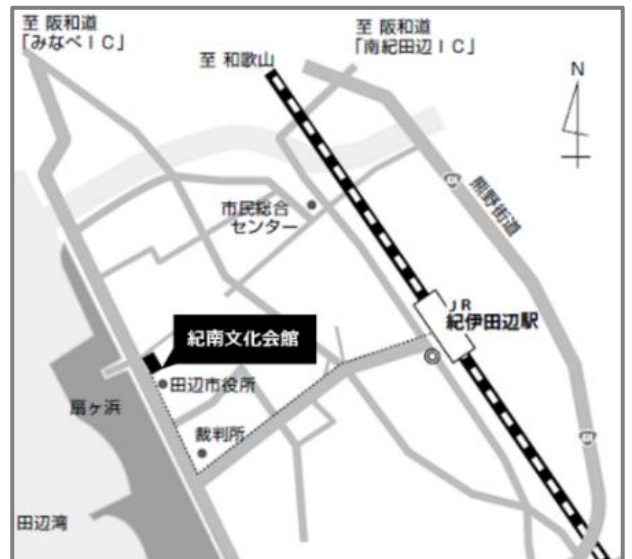 至 阪和道
「みなべIC」
至 阪和道
「南紀田辺IC」
至 和歌山
N
熊野街道
市民総合
センター
JR
紀伊田辺駅
紀南文化会館
田辺市役所
扇ヶ浜
裁判所
田辺湾